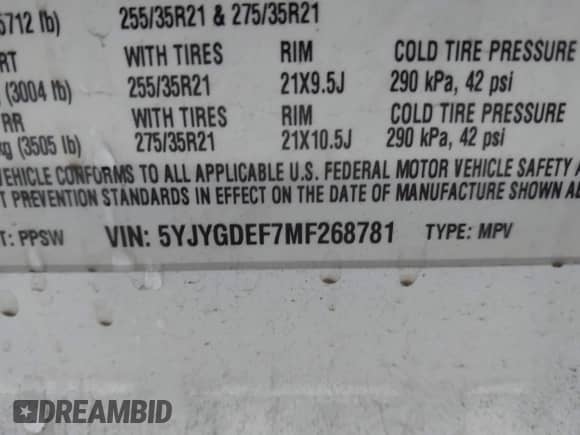 5712 lb) 255/35R21 & 275/35R21
RT WITH TIRES RIM COLD TIRE PRESSURE
(3004 lb) 255/35R21 21X9.5J 290 kPa, 42 psi
RR WITH TIRES RIM COLD TIRE PRESSURE
kg (3505 lb) 275/35R21 21X10.5J 290 kPa, 42 psi
VEHICLE CONFORMS TO ALL APPLICABLE U.S. FEDERAL MOTOR VEHICLE SAFETY A
T PREVENTION STANDARDS IN EFFECT ON THE DATE OF MANUFACTURE SHOWN AB
T: PPSW VIN: 5YJYGDEF7MF268781 TYPE: MPV
DREAMBID